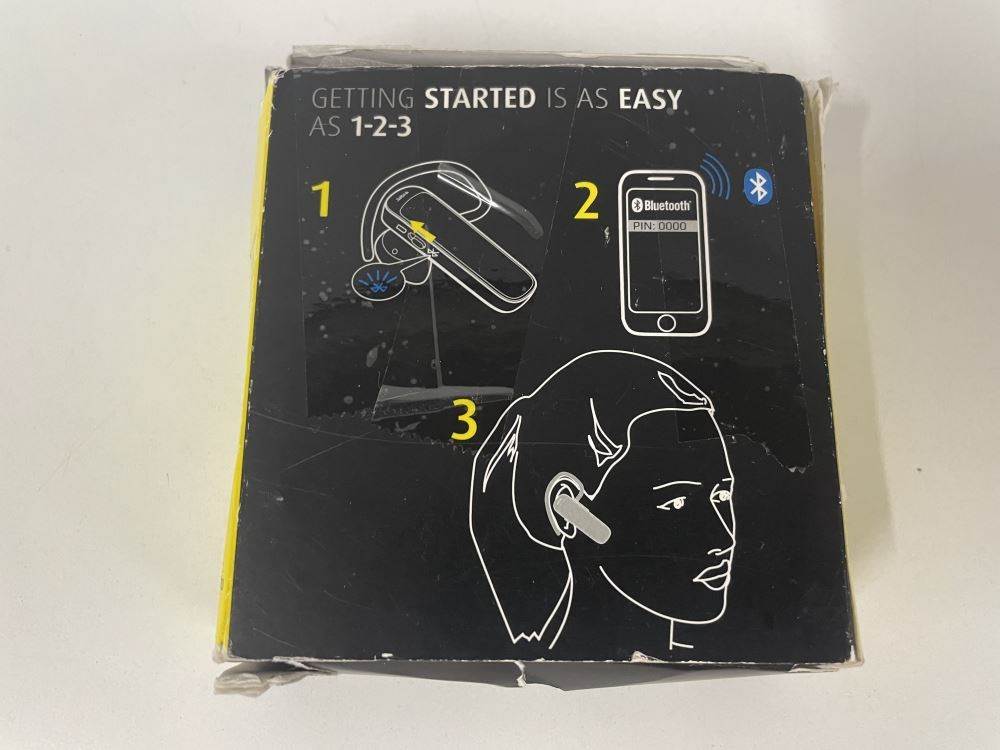 GETTING STARTED IS AS EASY
AS 1-2-3
1
2
Bluetooth
PIN: 0000
3